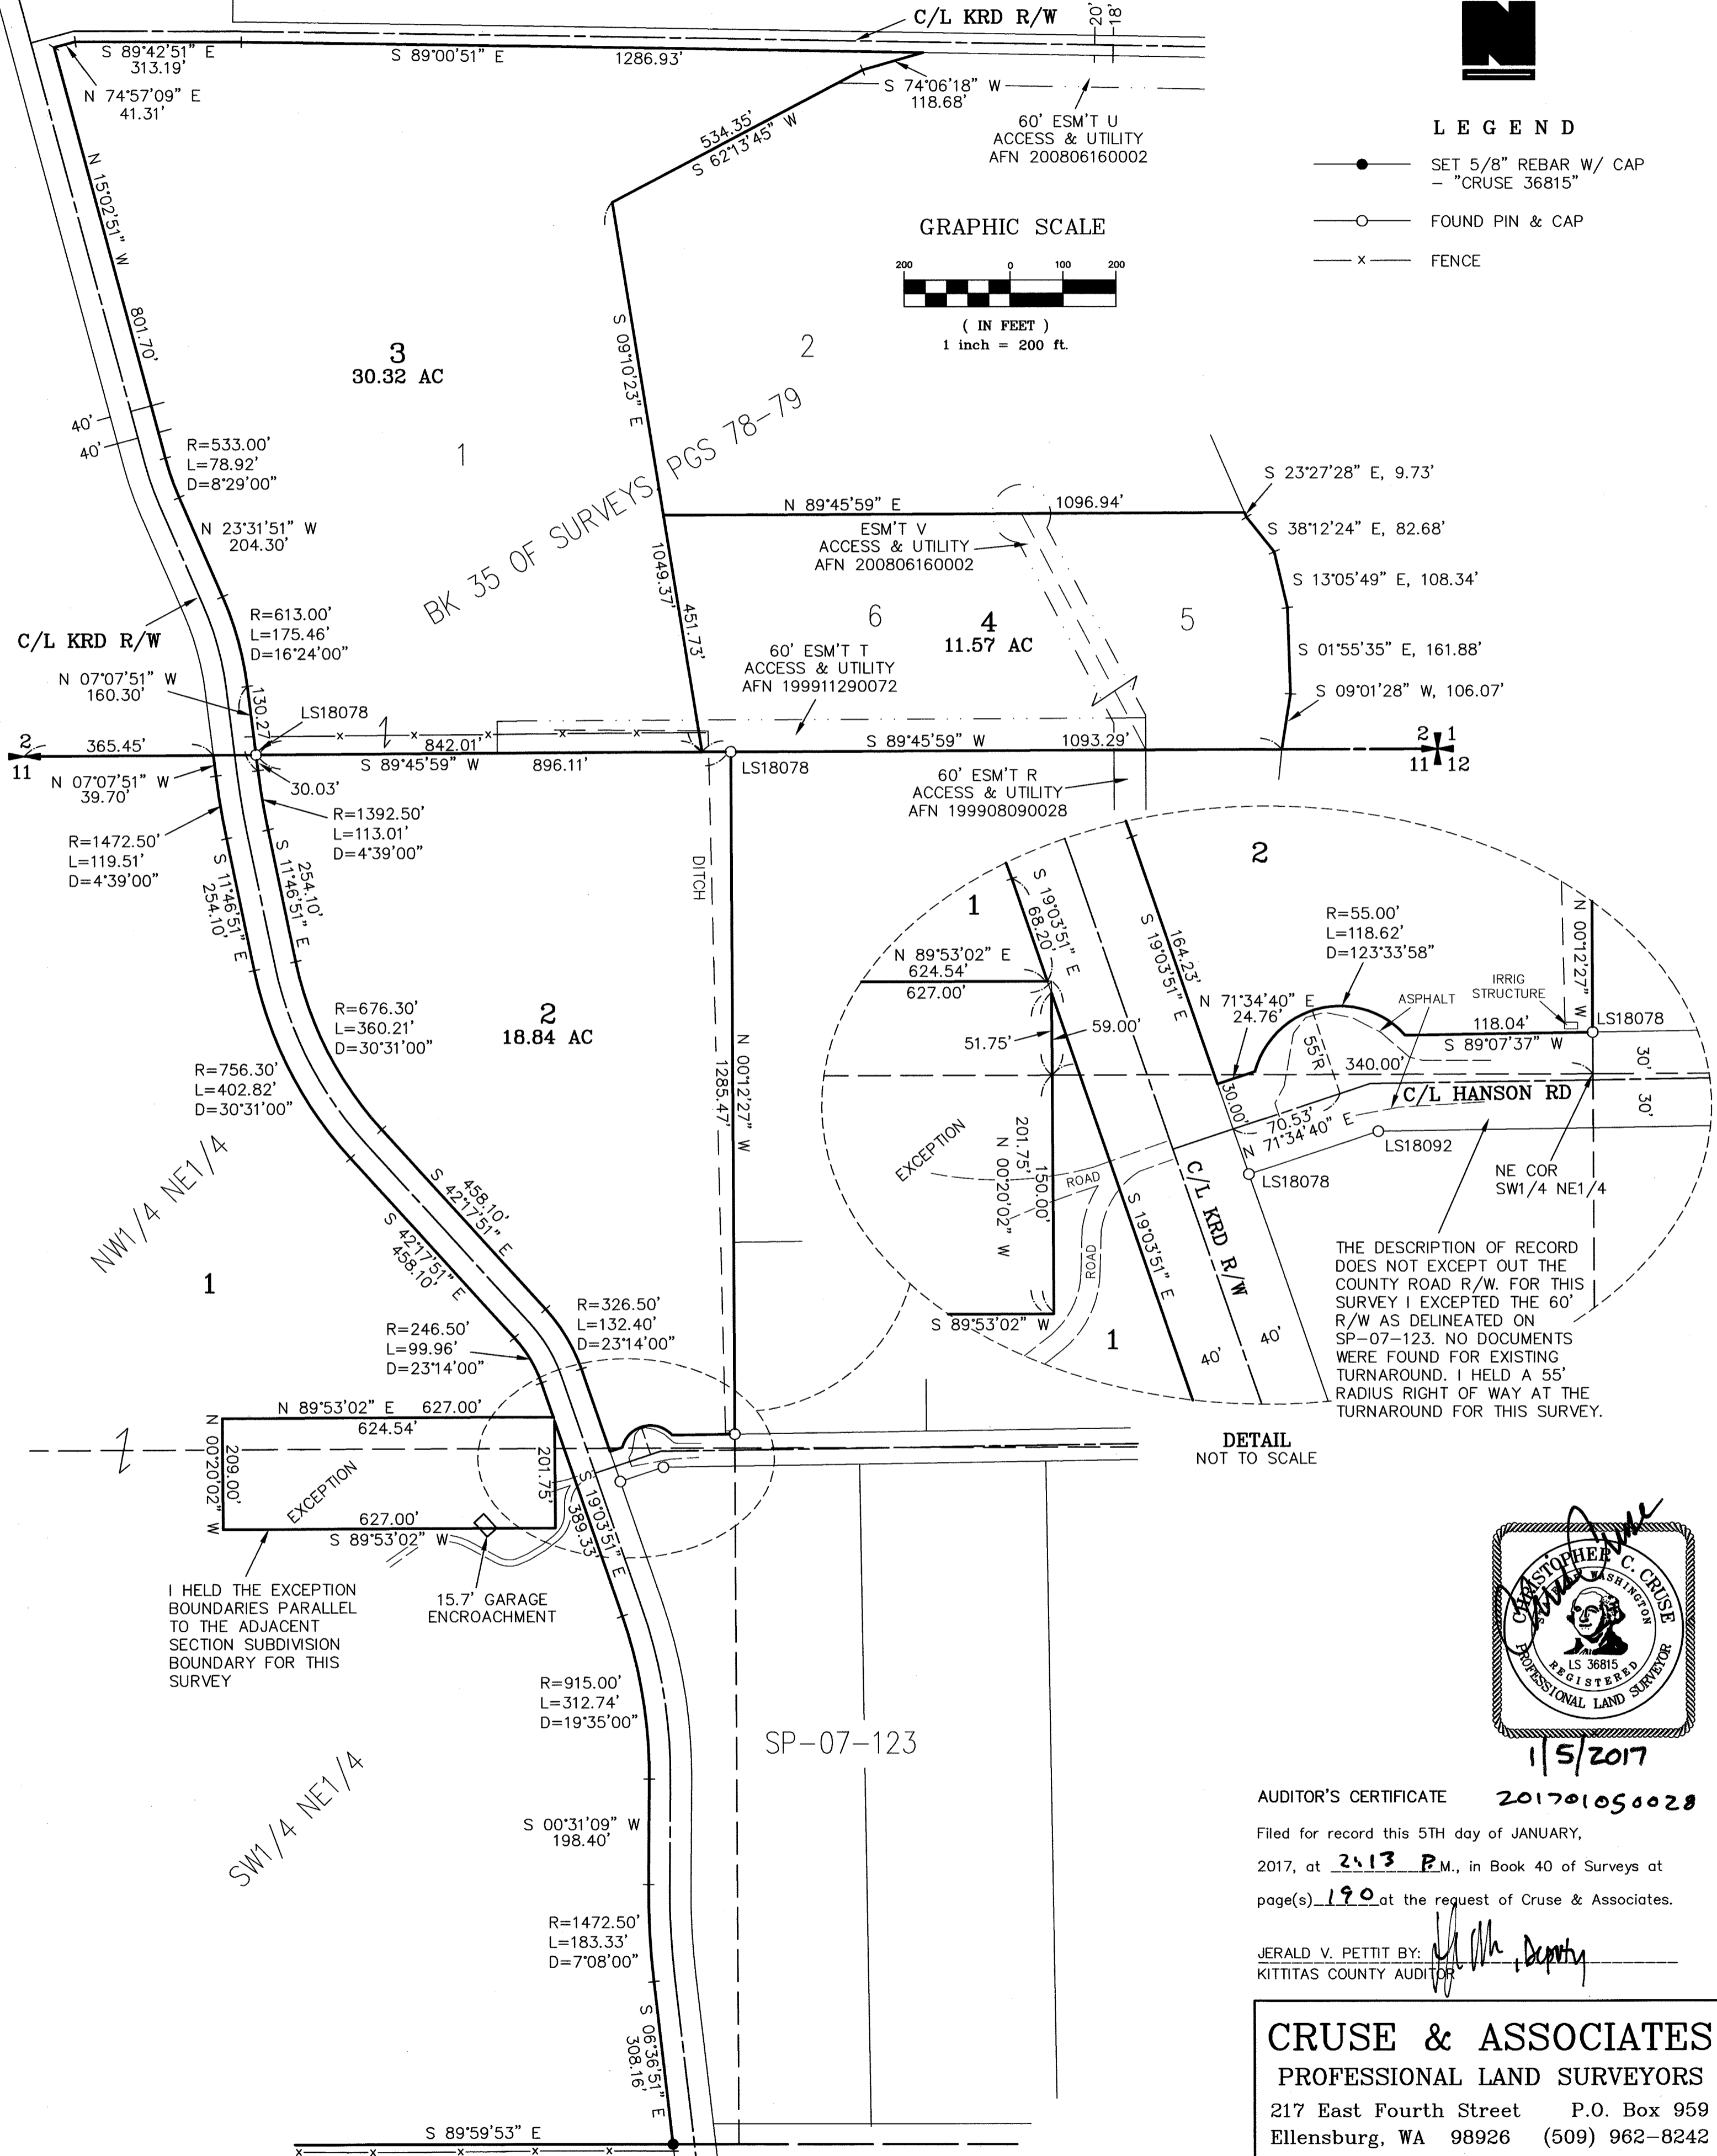 C/L KRD R/W
20'
18'
S 89°42'51" E
313.19'
S 89°00'51" E
1286.93'
N 74°57'09" E
41.31'
S 74°06'18" W
118.68'
60' ESM'T U
ACCESS & UTILITY
AFN 200806160002
534.35'
S 62°13'45" W
N 15°02'51" W
801.70'
N
LEGEND
SET 5/8" REBAR W/ CAP
– "CRUSE 36815"
FOUND PIN & CAP
x
FENCE
GRAPHIC SCALE
200
0
100
200
( IN FEET )
1 inch = 200 ft.
3
30.32 AC
1
2
S 09°10'23" E
1049.37'
BK 35 OF SURVEYS, PGS 78–79
40'
40'
R=533.00'
L=78.92'
D=8°29'00"
N 23°31'51" W
204.30'
R=613.00'
L=175.46'
D=16°24'00"
C/L KRD R/W
N 07°07'51" W
160.30'
130.27'
LS18078
N 89°45'59" E
1096.94'
ESM'T V
ACCESS & UTILITY
AFN 200806160002
S 23°27'28" E, 9.73'
S 38°12'24" E, 82.68'
S 13°05'49" E, 108.34'
S 01°55'35" E, 161.88'
S 09°01'28" W, 106.07'
6
4
11.57 AC
5
451.73'
60' ESM'T T
ACCESS & UTILITY
AFN 199911290072
2
11
365.45'
842.01'
S 89°45'59" W
896.11'
S 89°45'59" W
1093.29'
2 1
11 12
LS18078
N 07°07'51" W
39.70'
30.03'
60' ESM'T R
ACCESS & UTILITY
AFN 199908090028
R=1392.50'
L=113.01'
D=4°39'00"
R=1472.50'
L=119.51'
D=4°39'00"
S 11°46'51" E
254.10'
254.10'
S 11°46'51" E
DITCH
R=676.30'
L=360.21'
D=30°31'00"
2
18.84 AC
R=756.30'
L=402.82'
D=30°31'00"
N 00°12'27" W
1285.47'
NW1/4 NE1/4
458.10'
S 42°17'51" E
S 42°17'51" E
458.10'
1
R=326.50'
L=132.40'
D=23°14'00"
R=246.50'
L=99.96'
D=23°14'00"
1
2
S 19°03'51" E
68.20'
N 89°53'02" E
624.54'
627.00'
164.23'
S 19°03'51" E
R=55.00'
L=118.62'
D=123°33'58"
N 00°12'27" W
IRRIG
STRUCTURE
ASPHALT
N 71°34'40" E
24.76'
LS18078
118.04'
S 89°07'37" W
51.75'
59.00'
55'R
340.00'
30'
30'
C/L HANSON RD
30.00'
70.53'
N 71°34'40" E
LS18092
LS18078
NE COR
SW1/4 NE1/4
EXCEPTION
ROAD
ROAD
201.75'
150.00'
N 00°20'02" W
S 19°03'51" E
C/L KRD R/W
S 89°53'02" W
1
40'
40'
THE DESCRIPTION OF RECORD
DOES NOT EXCEPT OUT THE
COUNTY ROAD R/W. FOR THIS
SURVEY I EXCEPTED THE 60'
R/W AS DELINEATED ON
SP–07–123. NO DOCUMENTS
WERE FOUND FOR EXISTING
TURNAROUND. I HELD A 55'
RADIUS RIGHT OF WAY AT THE
TURNAROUND FOR THIS SURVEY.
DETAIL
NOT TO SCALE
N 89°53'02" E 627.00'
624.54'
N 00°20'02" W
209.00'
EXCEPTION
201.75'
627.00'
S 89°53'02" W
S 19°03'51" E
389.33'
I HELD THE EXCEPTION
BOUNDARIES PARALLEL
TO THE ADJACENT
SECTION SUBDIVISION
BOUNDARY FOR THIS
SURVEY
15.7' GARAGE
ENCROACHMENT
R=915.00'
L=312.74'
D=19°35'00"
SP–07–123
SW1/4 NE1/4
S 00°31'09" W
198.40'
R=1472.50'
L=183.33'
D=7°08'00"
S 06°36'51" E
308.16'
S 89°59'53" E
CHRISTOPHER C. CRUSE
STATE OF WASHINGTON
LS 36815
REGISTERED
PROFESSIONAL LAND SURVEYOR
1/5/2017
AUDITOR'S CERTIFICATE 201701050028
Filed for record this 5TH day of JANUARY,
2017, at 2:13 P.M., in Book 40 of Surveys at
page(s) 190 at the request of Cruse & Associates.
JERALD V. PETTIT BY: , Deputy
KITTITAS COUNTY AUDITOR
CRUSE & ASSOCIATES
PROFESSIONAL LAND SURVEYORS
217 East Fourth Street P.O. Box 959
Ellensburg, WA 98926 (509) 962–8242